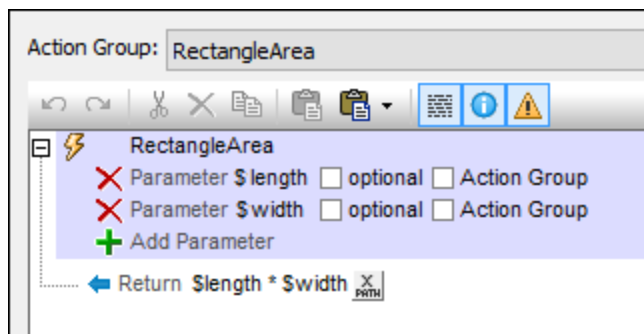 Action Group: RectangleArea
RectangleArea
Parameter $length optional Action Group
Parameter $width optional Action Group
Add Parameter
Return $length * $width X PATH